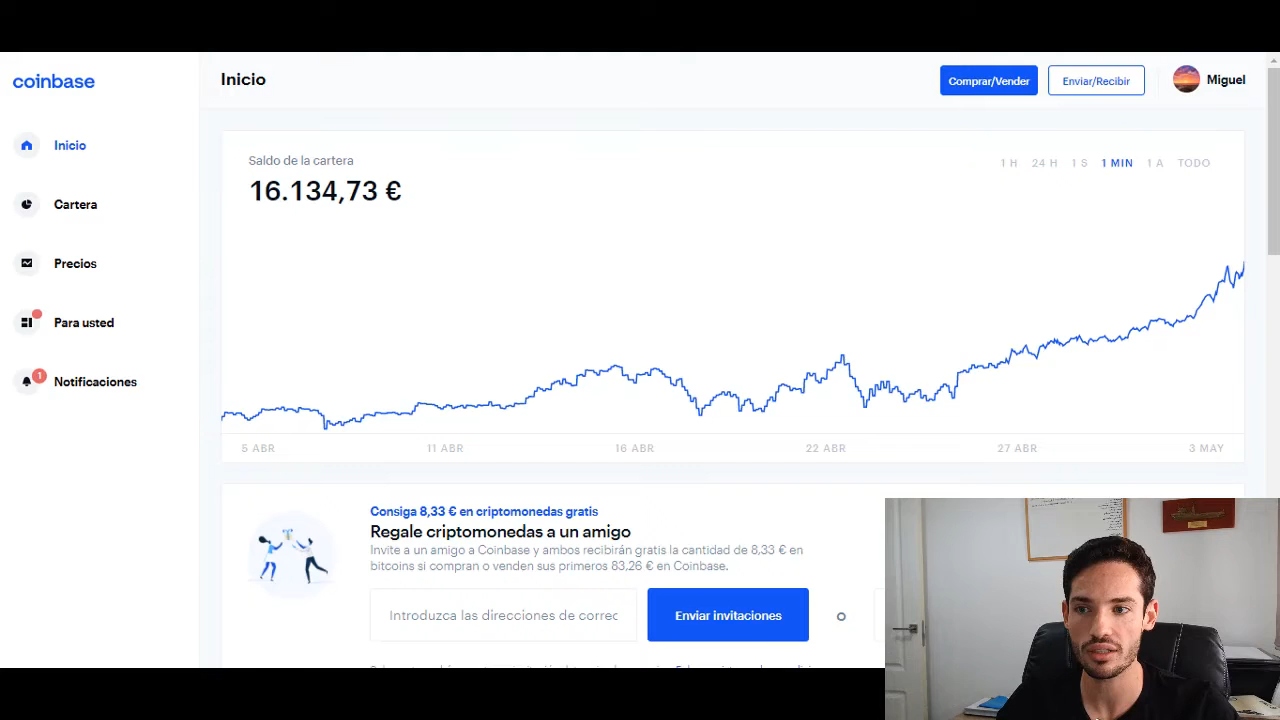 coinbase
Inicio
Comprar/Vender
Enviar/Recibir
Miguel
Inicio
Cartera
Precios
Para usted
1
Notificaciones
Saldo de la cartera
16.134,73 €
1 H
24 H
1 S
1 MIN
1 A
TODO
5 ABR
11 ABR
16 ABR
22 ABR
27 ABR
3 MAY
Consiga 8,33 € en criptomonedas gratis
Regale criptomonedas a un amigo
Invite a un amigo a Coinbase y ambos recibirán gratis la cantidad de 8,33 € en
bitcoins si compran o venden sus primeros 83,26 € en Coinbase.
Introduzca las direcciones de correc
Enviar invitaciones
o